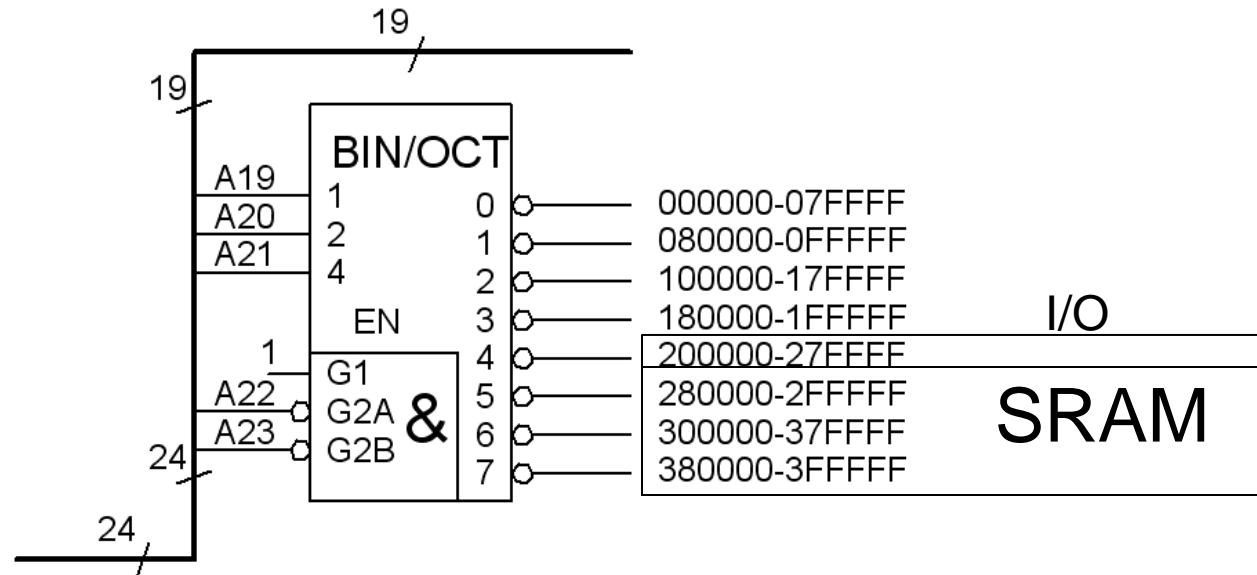 19
19
BIN/OCT
A19 1 0 000000-07FFFF
A20 2 1 080000-0FFFFF
A21 4 2 100000-17FFFF
EN 3 180000-1FFFFF I/O
4 200000-27FFFF
1 G1
A22 G2A & 5 280000-2FFFFF SRAM
A23 G2B 6 300000-37FFFF
24 7 380000-3FFFFF
24